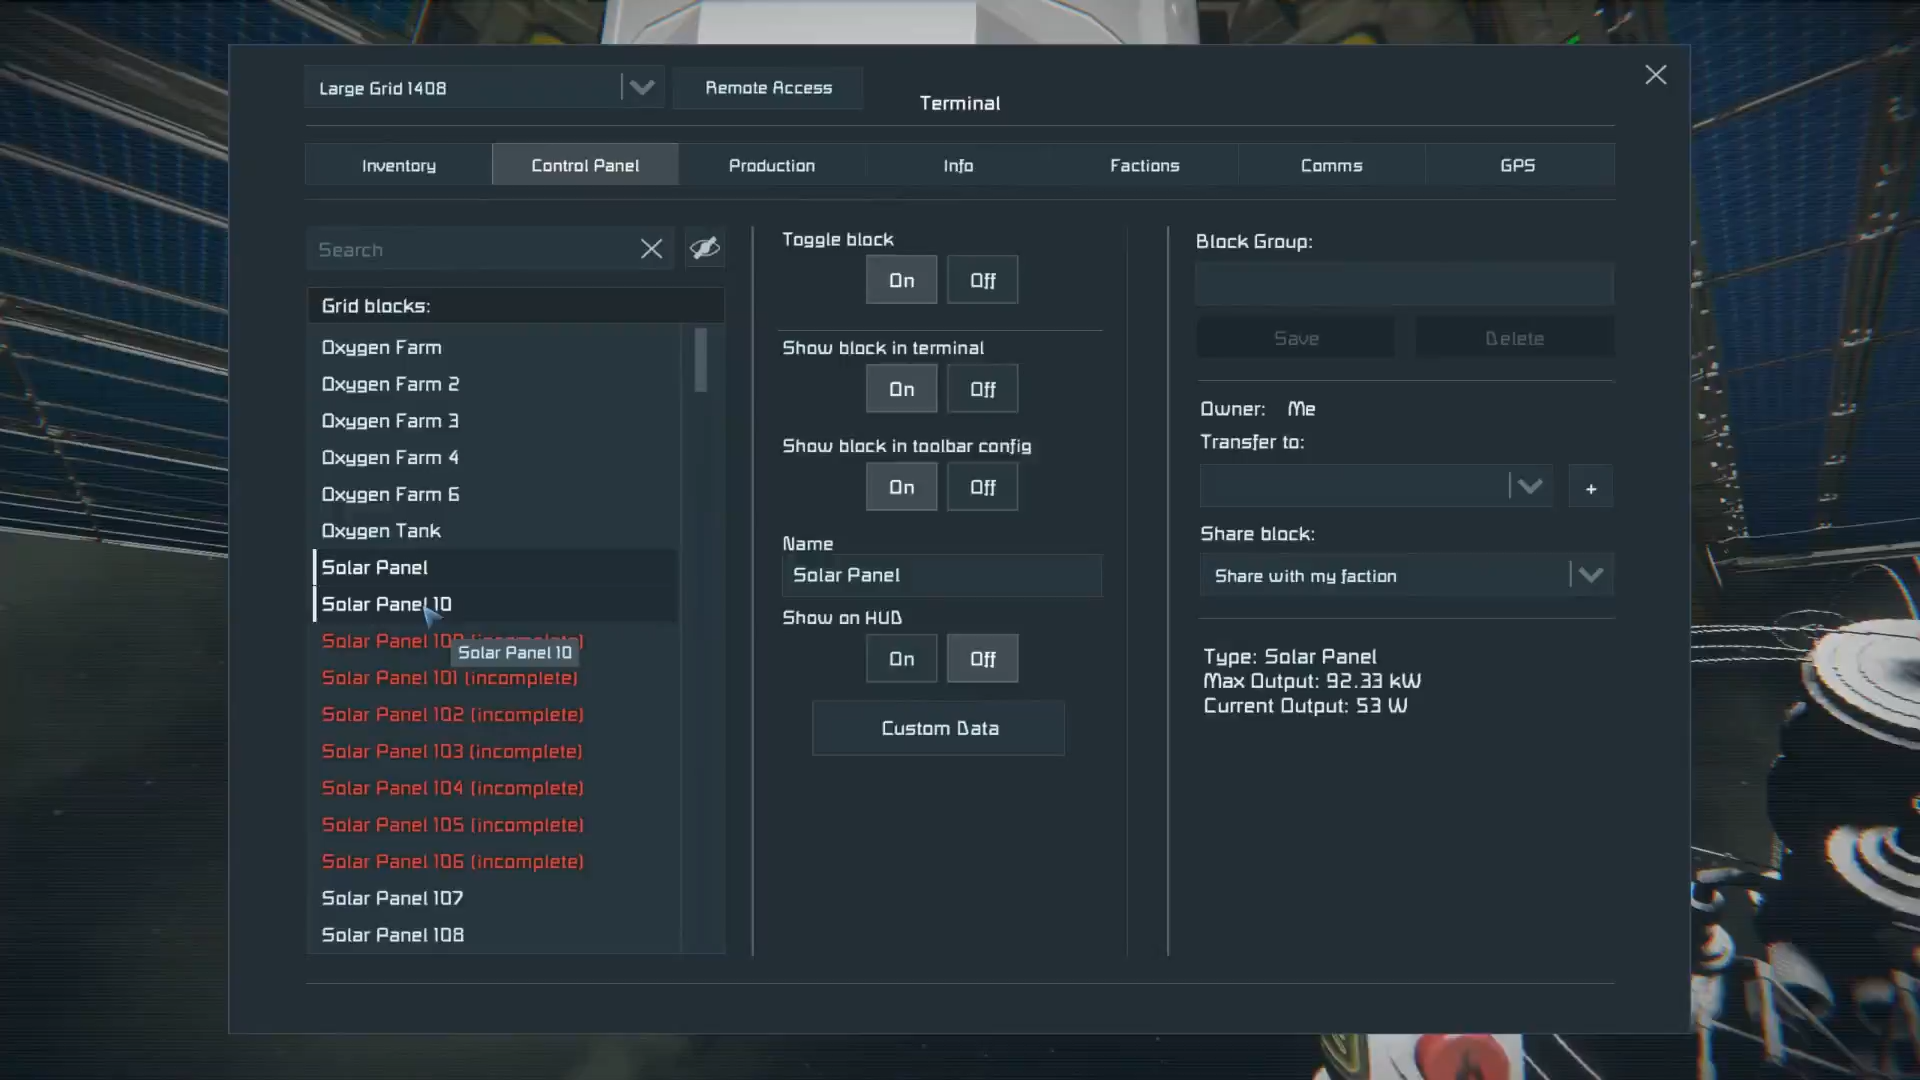 Large Grid 1408
Remote Access
Terminal
Inventory
Control Panel
Production
Info
Factions
Comms
GPS
Search
Grid blocks:
Oxygen Farm
Oxygen Farm 2
Oxygen Farm 3
Oxygen Farm 4
Oxygen Farm 6
Oxygen Tank
Solar Panel
Solar Panel 10
Solar Panel 100 (incomplete)
Solar Panel 10
Solar Panel 101 (incomplete)
Solar Panel 102 (incomplete)
Solar Panel 103 (incomplete)
Solar Panel 104 (incomplete)
Solar Panel 105 (incomplete)
Solar Panel 106 (incomplete)
Solar Panel 107
Solar Panel 108
Toggle block
On Off
Show block in terminal
On Off
Show block in toolbar config
On Off
Name
Solar Panel
Show on HUD
On Off
Custom Data
Block Group:
Save
Delete
Owner: Me
Transfer to:
+
Share block:
Share with my faction
Type: Solar Panel
Max Output: 92.33 kW
Current Output: 53 W